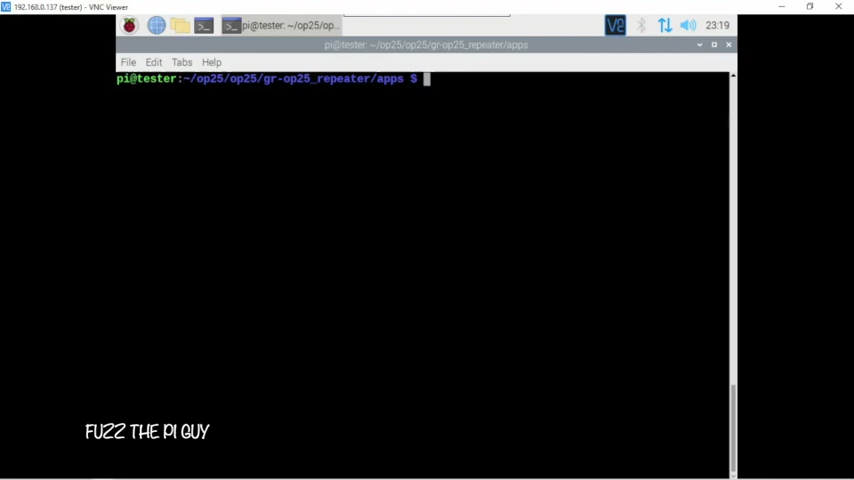 192.168.0.137 (tester) - VNC Viewer
pi@tester: ~/op25/op...
23:19
pi@tester: ~/op25/op25/gr-op25_repeater/apps
File Edit Tabs Help
pi@tester:~/op25/op25/gr-op25_repeater/apps $
FUZZ THE PI GUY